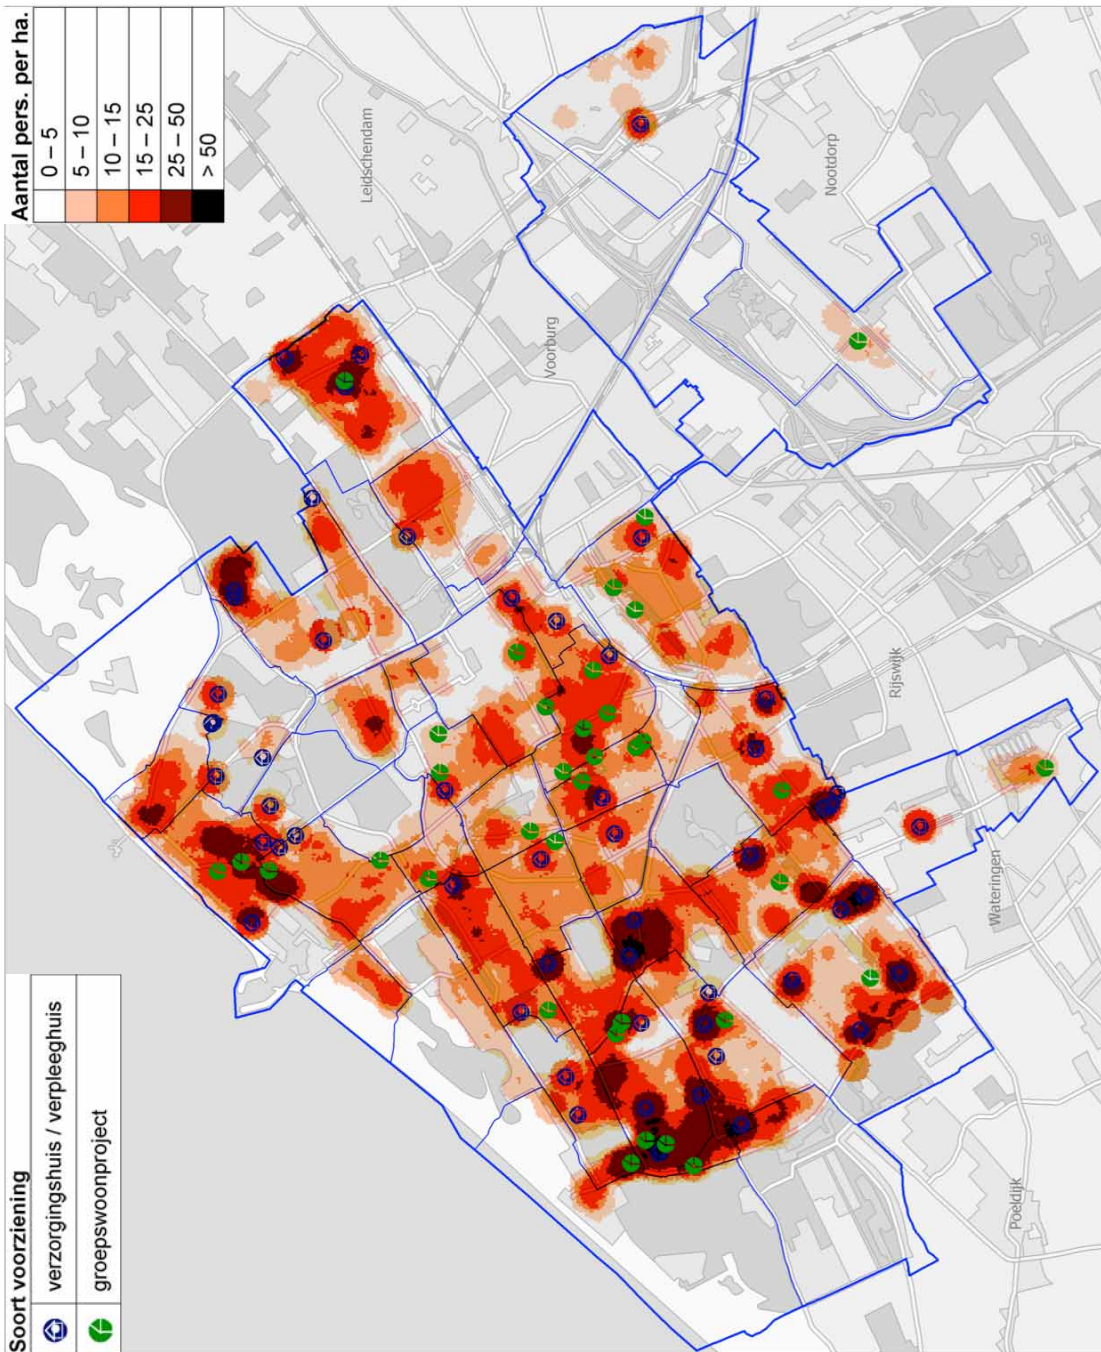 Soort voorziening
verzorgingshuis / verpleeghuis
groepswoonproject
Aantal pers. per ha.
0 – 5
5 – 10
10 – 15
15 – 25
25 – 50
> 50
Leidschendam
Voorburg
Nootdorp
Rijswijk
Wateringen
Poeldijk